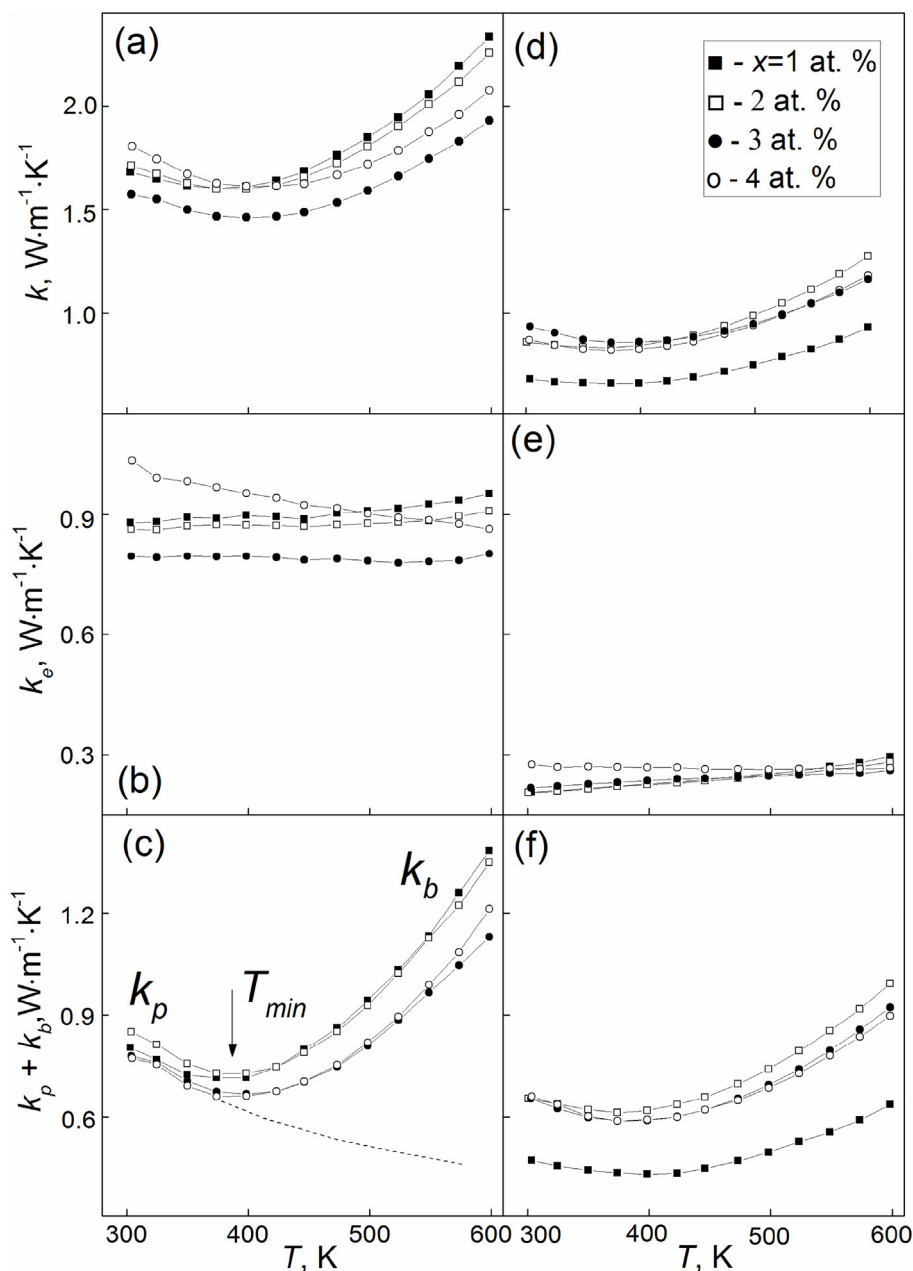 (a)
2.0
1.5
1.0
k, W·m⁻¹·K⁻¹
(d)
■ - x=1 at. %
□ - 2 at. %
● - 3 at. %
○ - 4 at. %
0.9
0.6
0.3
kₑ, W·m⁻¹·K⁻¹
(b)
(e)
(c)
k_b
k_p
T_min
1.2
0.9
0.6
k_p + k_b, W·m⁻¹·K⁻¹
(f)
300 400 500 600
T, K
300 400 500 600
T, K